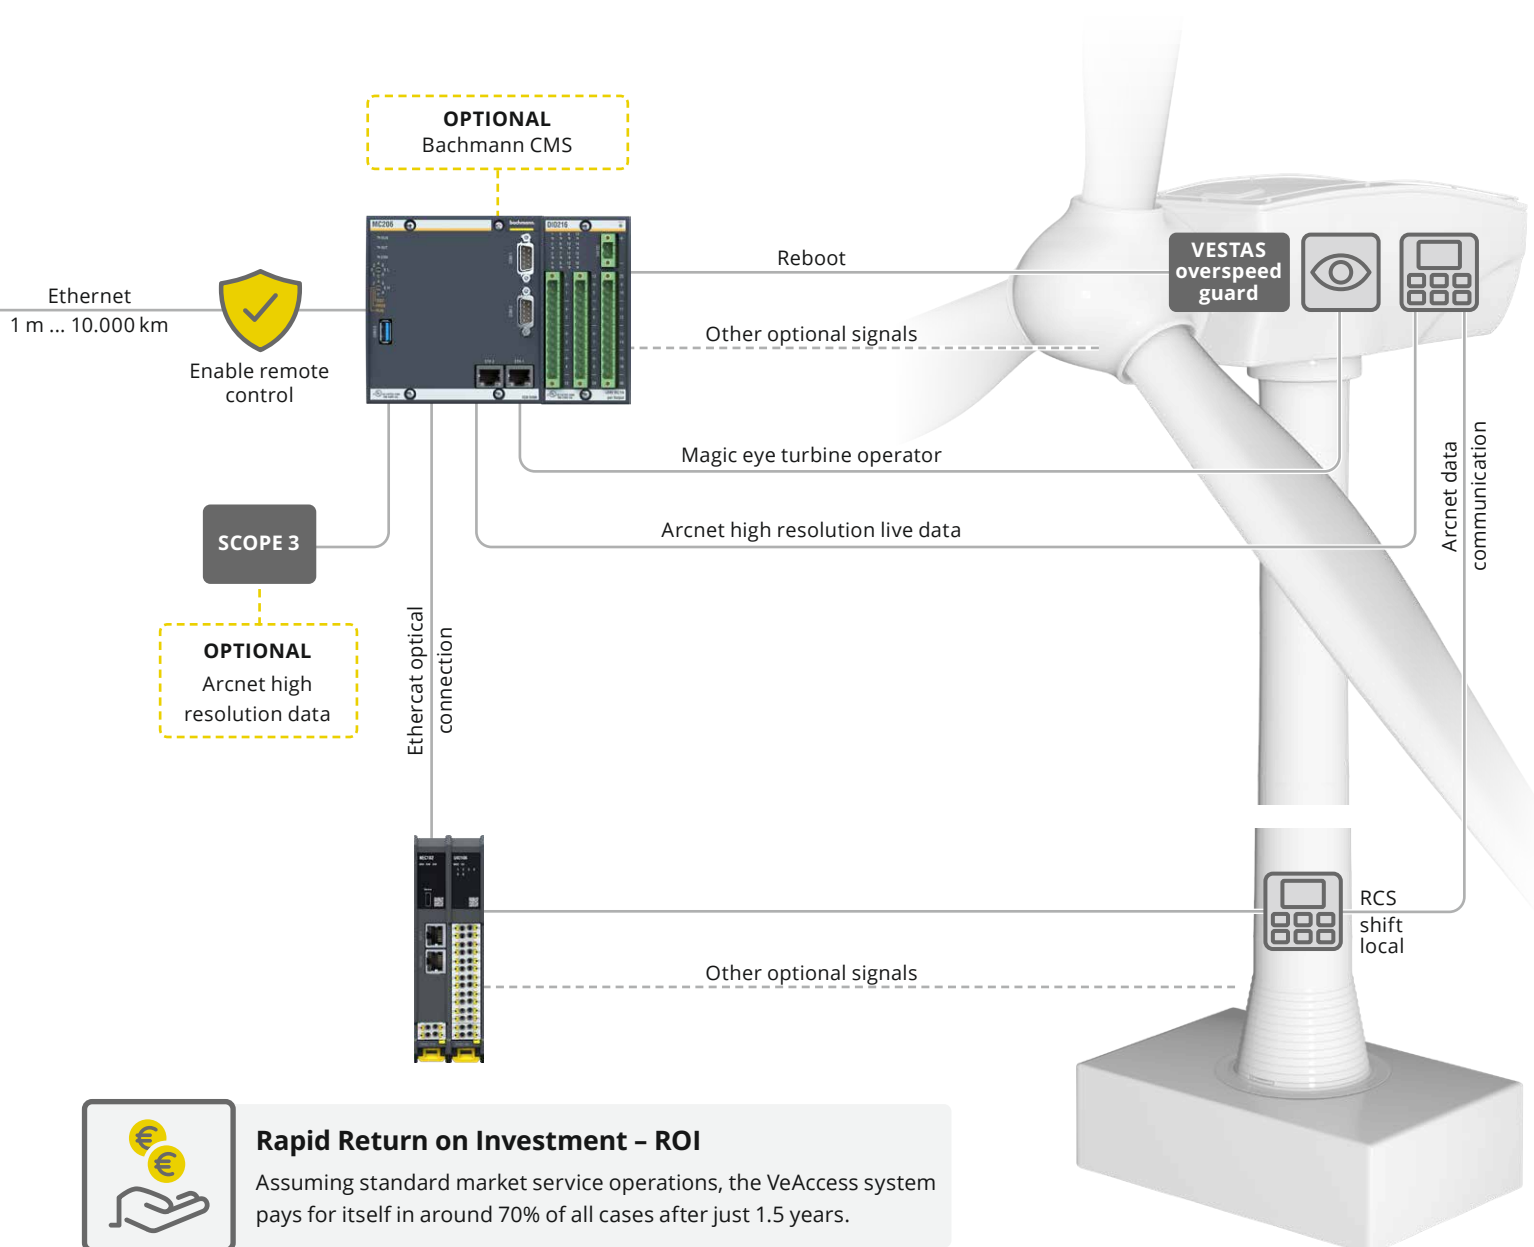 OPTIONAL
Bachmann CMS
MC206
bachmann
DIO216
Reboot
VESTAS
overspeed
guard
Ethernet
1 m ... 10.000 km
Other optional signals
Enable remote
control
Magic eye turbine operator
Arcnet data
communication
SCOPE 3
Arcnet high resolution live data
OPTIONAL
Arcnet high
resolution data
Ethercat optical
connection
RCS
shift
local
Other optional signals
Rapid Return on Investment – ROI
Assuming standard market service operations, the VeAccess system
pays for itself in around 70% of all cases after just 1.5 years.